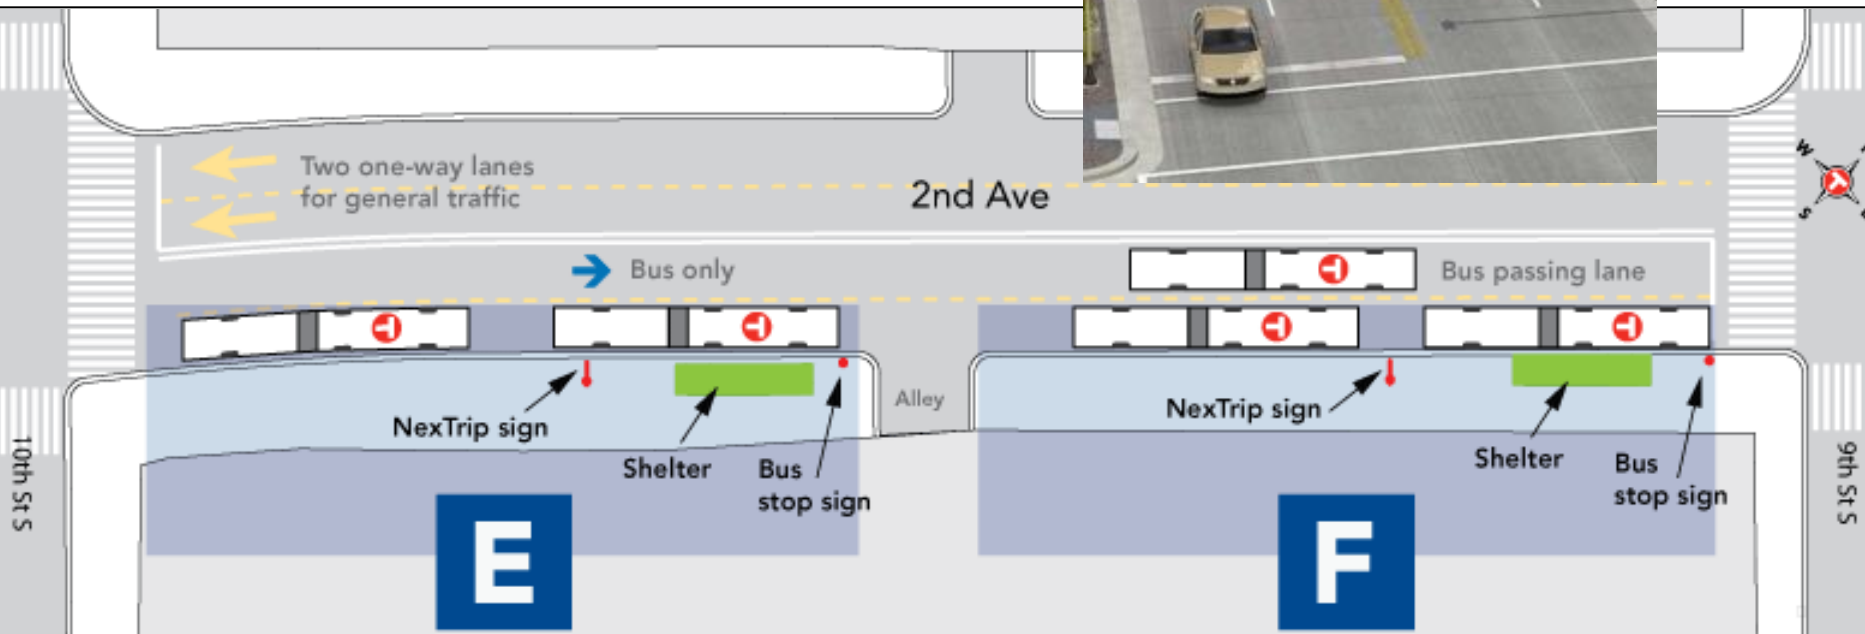 Two one-way lanes
for general traffic
2nd Ave
W
S
Bus only
Bus passing lane
T
T
T
T
T
NexTrip sign
Shelter
Bus
stop sign
Alley
NexTrip sign
Shelter
Bus
stop sign
10th St S
9th St S
E
F